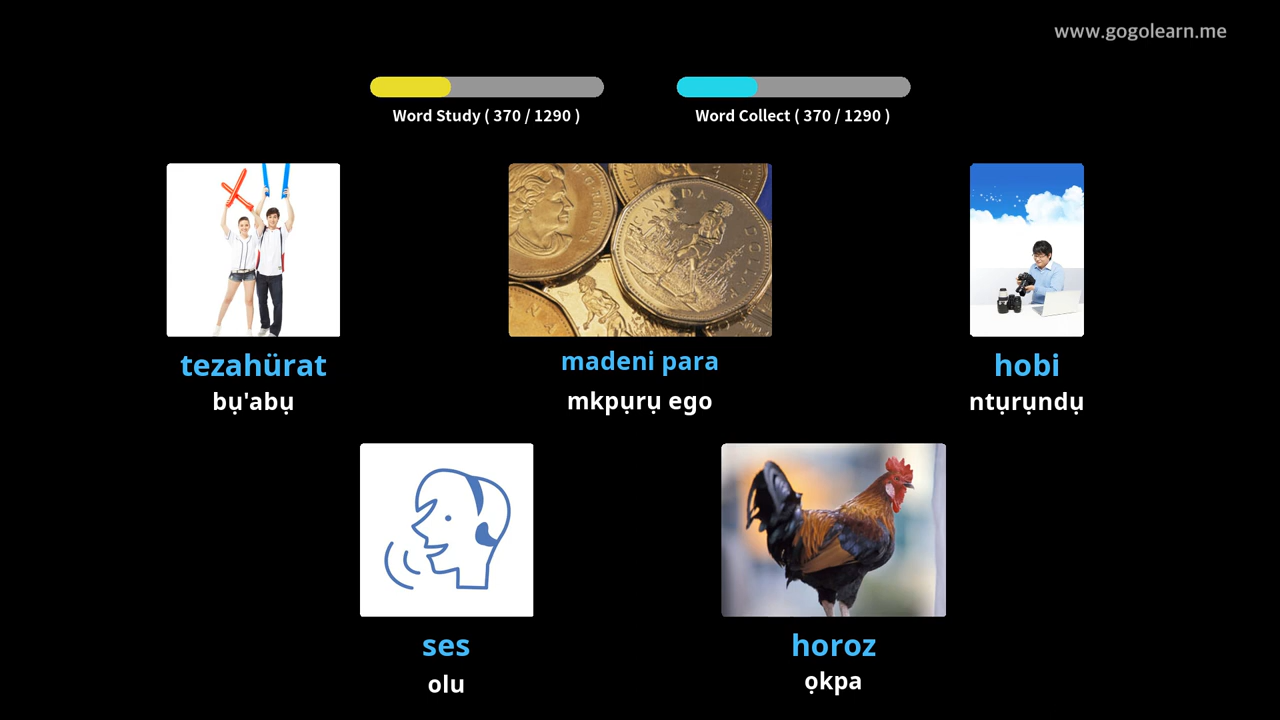 www.gogolearn.me
Word Study ( 370 / 1290 )
Word Collect ( 370 / 1290 )
tezahürat
bụ'abụ
madeni para
mkpụrụ ego
hobi
ntụrụndụ
ses
olu
horoz
ọkpa